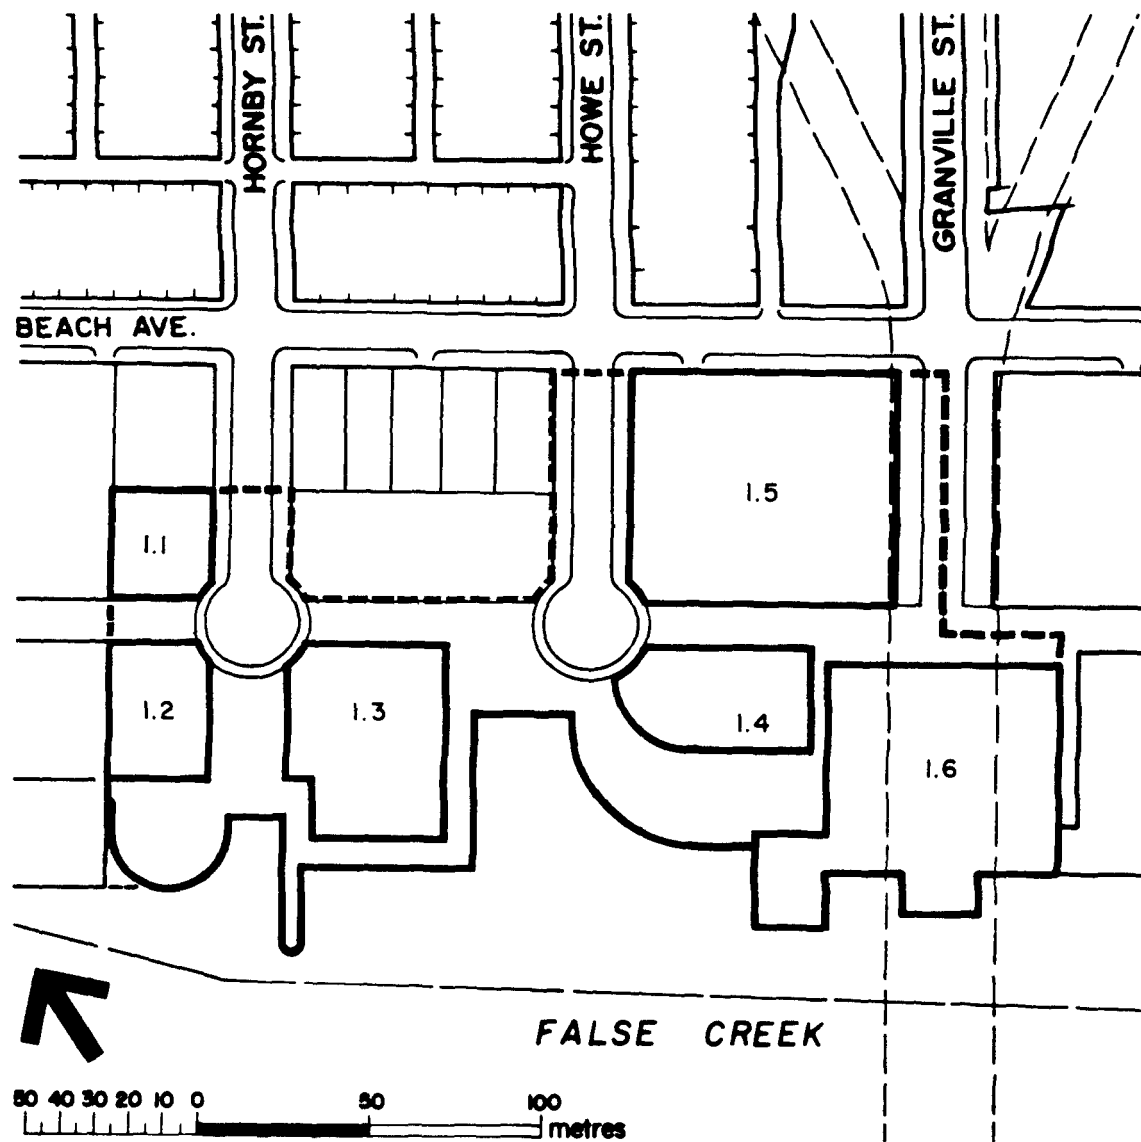 HORNBY ST.
HOWE ST.
GRANVILLE ST.
BEACH AVE.
1.5
1.1
1.2
1.3
1.4
1.6
FALSE CREEK
50 40 30 20 10 0 50 100
metres